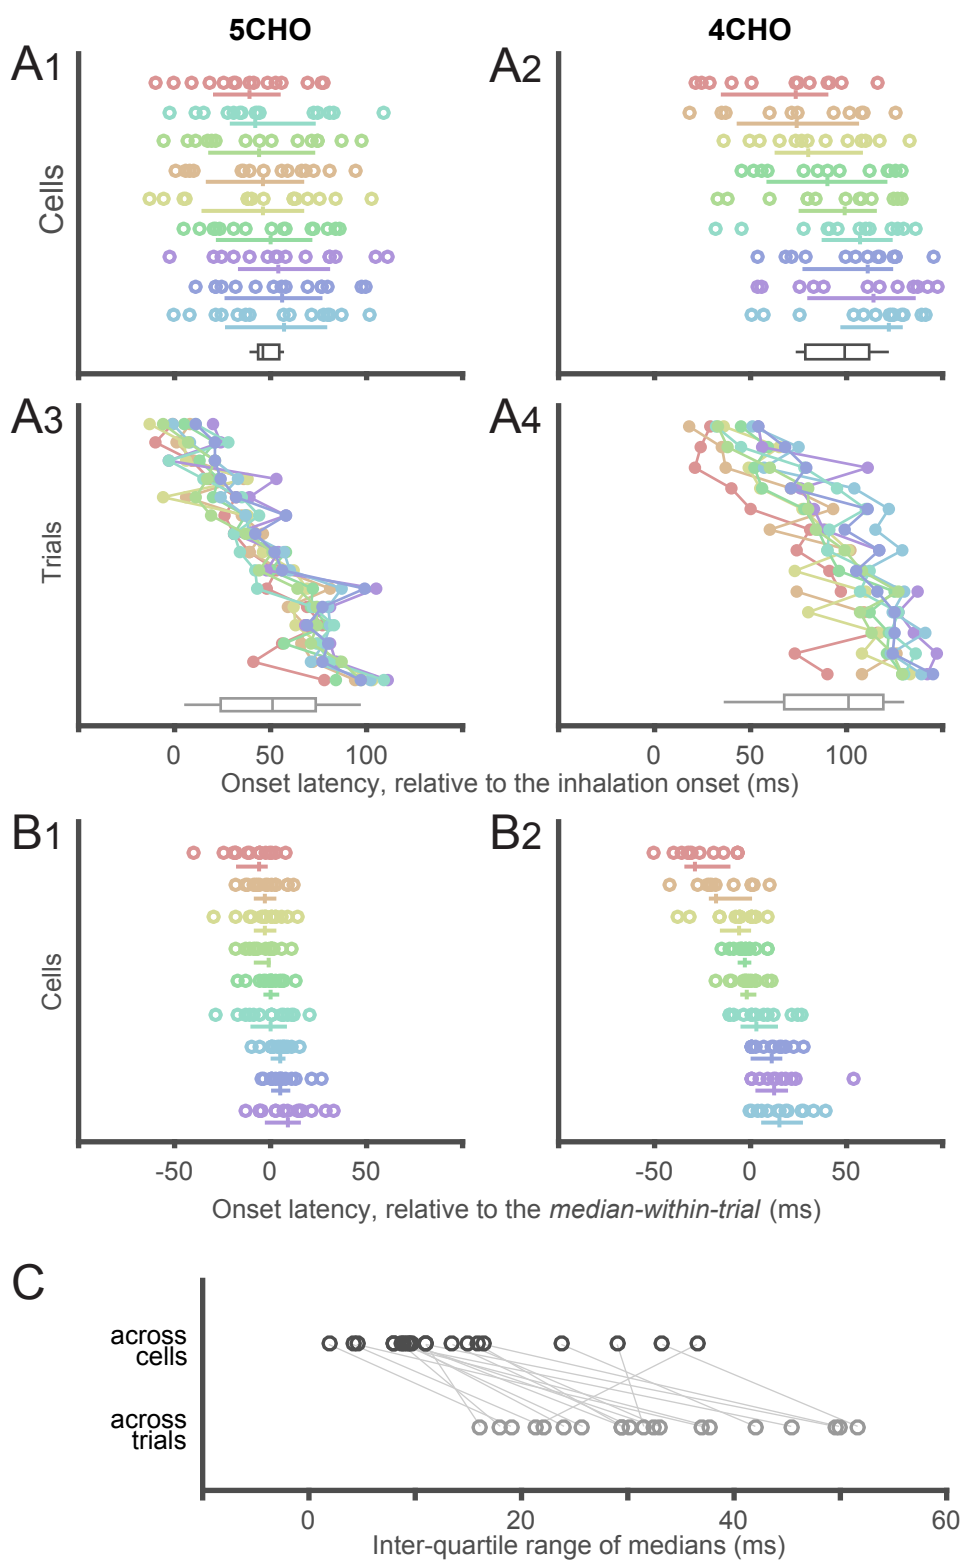 5CHO
4CHO
A1
A2
Cells
A3
A4
Trials
0 50 100
0 50 100
Onset latency, relative to the inhalation onset (ms)
B1
B2
Cells
-50 0 50
-50 0 50
Onset latency, relative to the median-within-trial (ms)
C
across
cells
across
trials
0 20 40 60
Inter-quartile range of medians (ms)